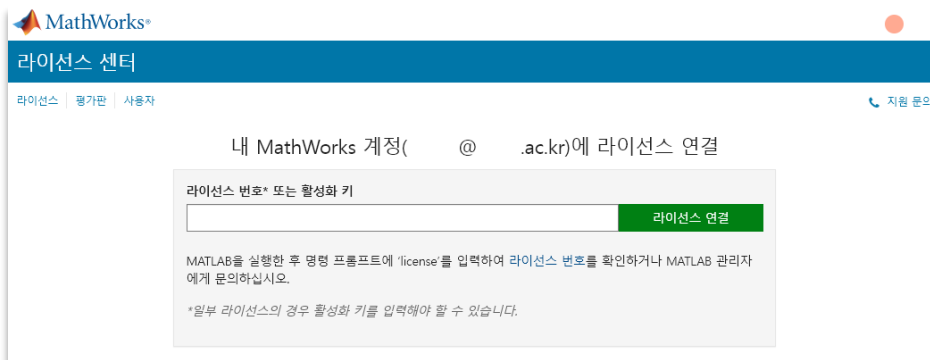 MathWorks®
라이선스 센터
라이선스 평가판 사용자
지원 문의
내 MathWorks 계정( @ .ac.kr)에 라이선스 연결
라이선스 번호* 또는 활성화 키
라이선스 연결
MATLAB을 실행한 후 명령 프롬프트에 ‘license’를 입력하여 라이선스 번호를 확인하거나 MATLAB 관리자
에게 문의하십시오.
*일부 라이선스의 경우 활성화 키를 입력해야 할 수 있습니다.